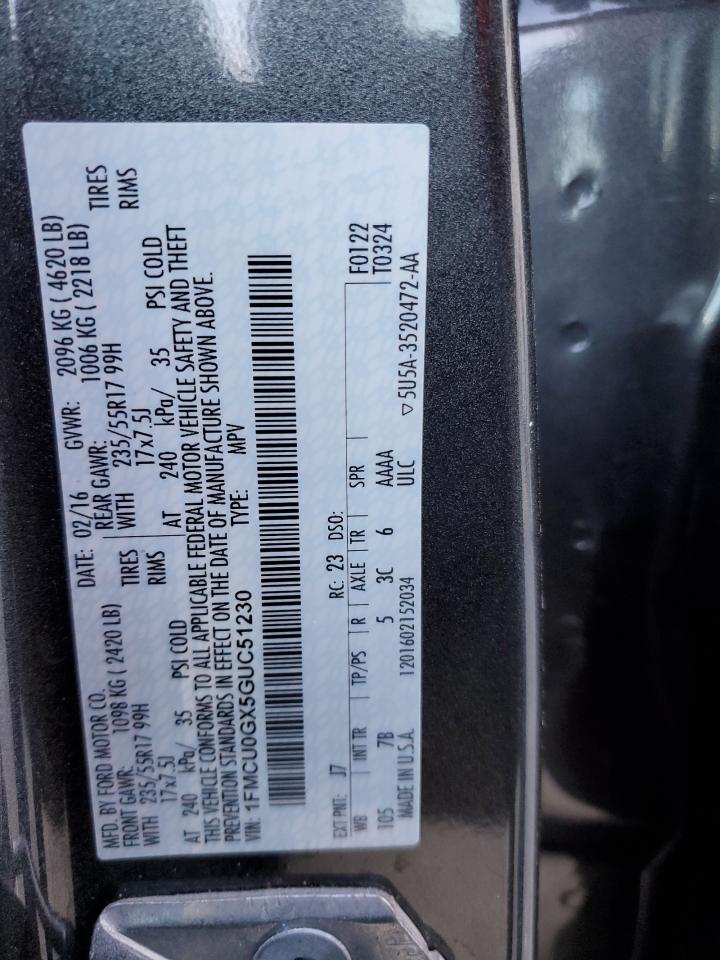 MFD. BY FORD MOTOR CO. DATE: 02/16 GVWR: 2096 KG ( 4620 LB)
FRONT GAWR: 1098 KG ( 2420 LB) REAR GAWR: 1006 KG ( 2218 LB)
WITH 235/55R17 99H TIRES WITH 235/55R17 99H TIRES
17x7.5J RIMS 17x7.5J RIMS
AT 240 kPa/ 35 PSI COLD AT 240 kPa/ 35 PSI COLD
THIS VEHICLE CONFORMS TO ALL APPLICABLE FEDERAL MOTOR VEHICLE SAFETY AND THEFT
PREVENTION STANDARDS IN EFFECT ON THE DATE OF MANUFACTURE SHOWN ABOVE.
VIN: 1FMCU0GX5GUC51230 TYPE: MPV
EXT PNT: J7 RC: 23 DSO: F0122
WB INT TR TP/PS R AXLE TR SPR T0324
105 7B 5 3C 6 AAAA
MADE IN U.S.A. 1201602152034 ULC ▽5U5A-3520472-AA